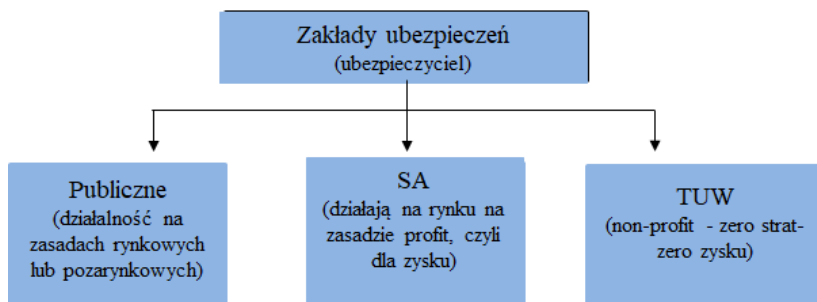 Zakłady ubezpieczeń
(ubezpieczyciel)
Publiczne
(działalność na
zasadach rynkowych
lub pozarynkowych)
SA
(działają na rynku na
zasadzie profit, czyli
dla zysku)
TUW
(non-profit - zero strat-
zero zysku)